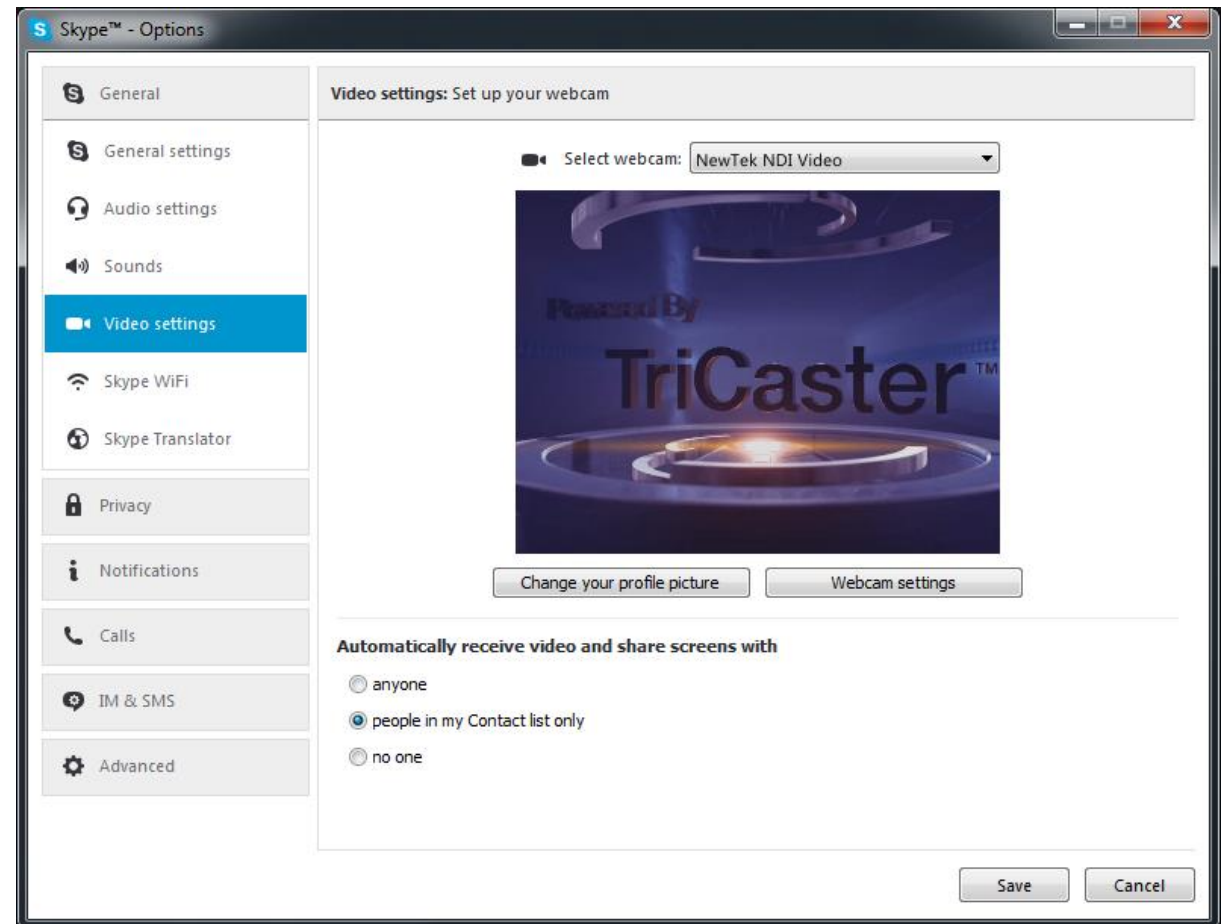 Skype™ - Options
General
General settings
Audio settings
Sounds
Video settings
Skype WiFi
Skype Translator
Privacy
Notifications
Calls
IM & SMS
Advanced
Video settings: Set up your webcam
Select webcam: NewTek NDI Video
Powered By
TriCaster™
Change your profile picture
Webcam settings
Automatically receive video and share screens with
anyone
people in my Contact list only
no one
Save
Cancel